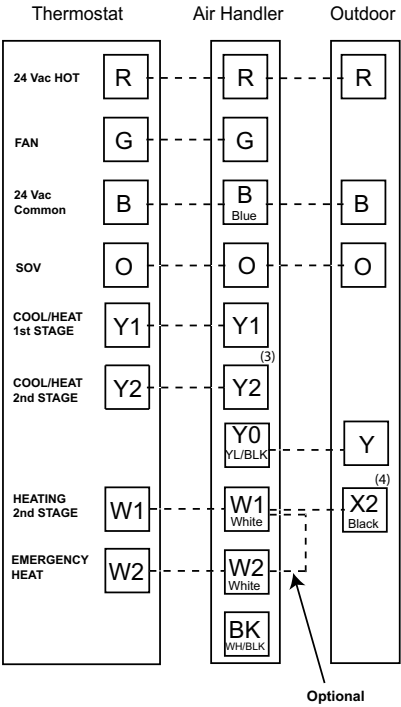 Thermostat Air Handler Outdoor
24 Vac HOT R R R
FAN G G
24 Vac
Common B B B
Blue
SOV O O O
COOL/HEAT
1st STAGE Y1 Y1
(3)
COOL/HEAT
2nd STAGE Y2 Y2
Y0 Y
YL/BLK
(4)
HEATING
2nd STAGE W1 W1 X2
White Black
EMERGENCY
HEAT W2 W2
White
BK
WH/BLK
Optional